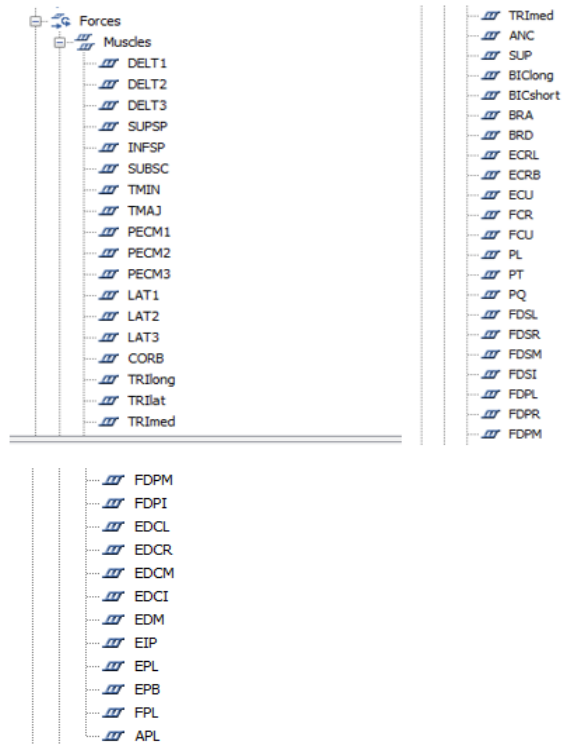 Forces
Muscles
DELT1
DELT2
DELT3
SUPSP
INFSP
SUBSC
TMIN
TMAJ
PECM1
PECM2
PECM3
LAT1
LAT2
LAT3
CORB
TRIlong
TRIlat
TRImed
TRImed
ANC
SUP
BIClong
BICshort
BRA
BRD
ECRL
ECRB
ECU
FCR
FCU
PL
PT
PQ
FDSL
FDSR
FDSM
FDSI
FDPL
FDPR
FDPM
FDPM
FDPI
EDCL
EDCR
EDCM
EDCI
EDM
EIP
EPL
EPB
FPL
APL